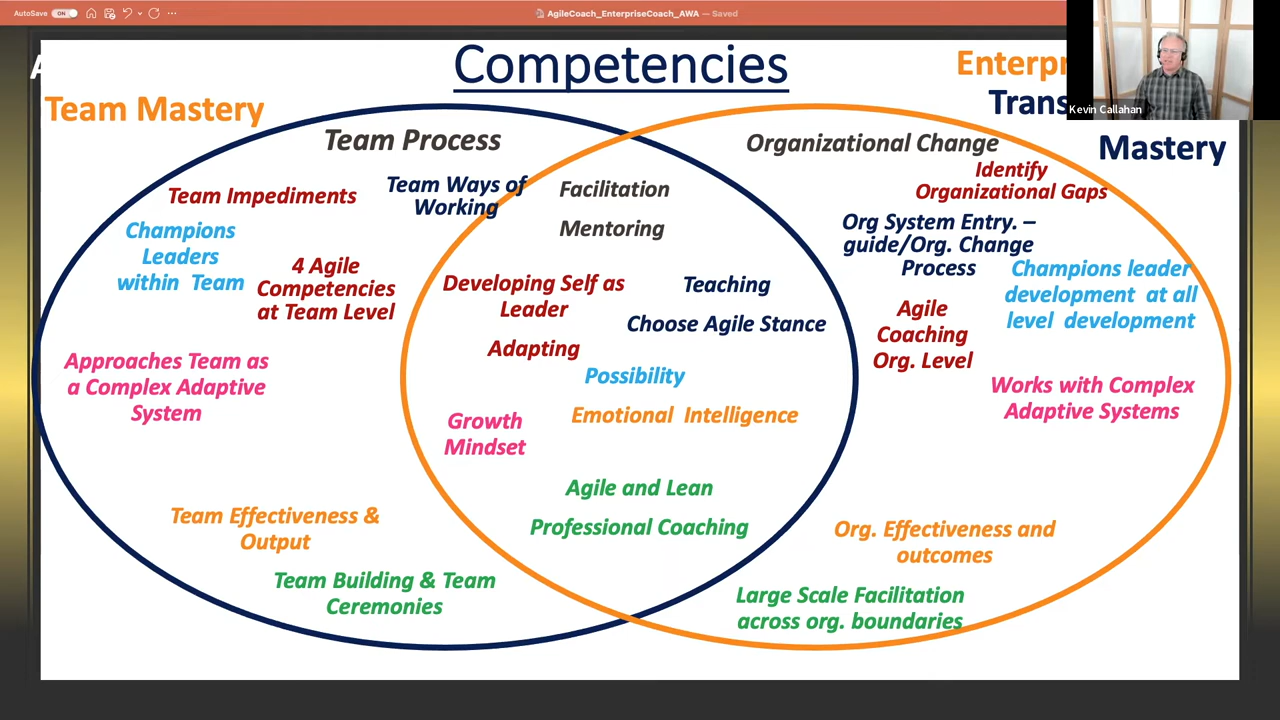 AutoSave ON
AgileCoach_EnterpriseCoach_AWA — Saved
Kevin Callahan
Competencies
Team Mastery
Mastery
Team Process
Team Impediments
Team Ways of
Working
Champions
Leaders
within Team
4 Agile
Competencies
at Team Level
Approaches Team as
a Complex Adaptive
System
Team Effectiveness &
Output
Team Building & Team
Ceremonies
Facilitation
Mentoring
Developing Self as
Leader
Teaching
Choose Agile Stance
Adapting
Possibility
Growth
Mindset
Emotional Intelligence
Agile and Lean
Professional Coaching
Organizational Change
Identify
Organizational Gaps
Org System Entry. –
guide/Org. Change
Process
Champions leader
development at all
level development
Agile
Coaching
Org. Level
Works with Complex
Adaptive Systems
Org. Effectiveness and
outcomes
Large Scale Facilitation
across org. boundaries